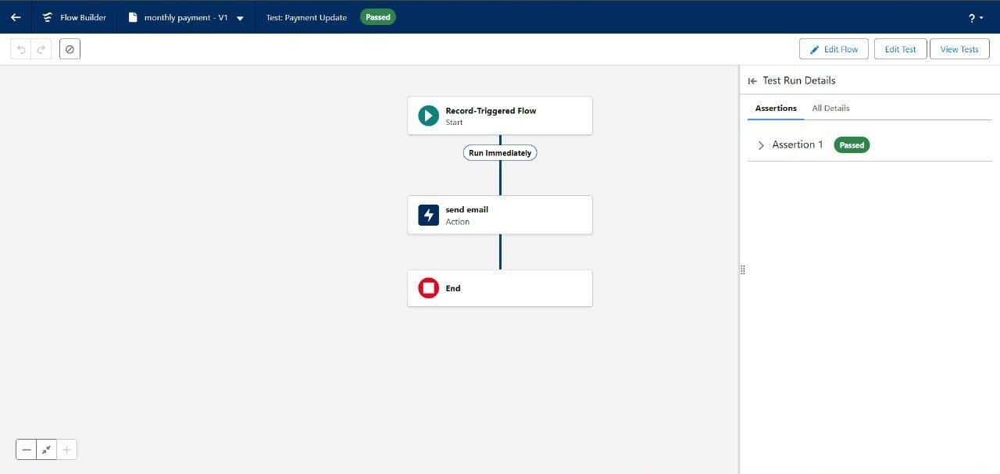 Flow Builder
monthly payment - V1
Test: Payment Update
Passed
?
Edit Flow
Edit Test
View Tests
Record-Triggered Flow
Start
Run Immediately
send email
Action
End
Test Run Details
Assertions
All Details
Assertion 1
Passed